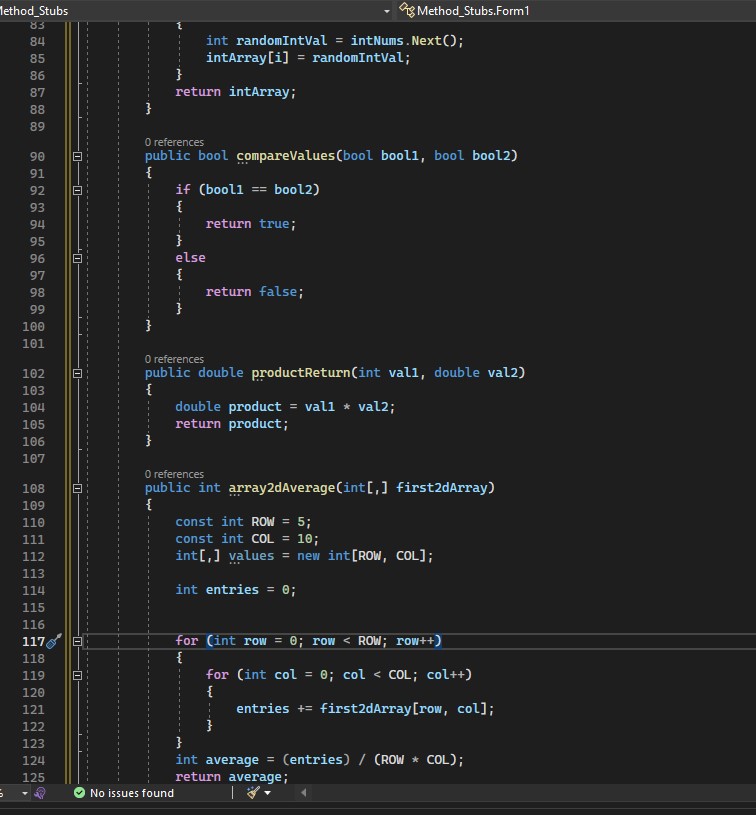 Method_Stubs Method_Stubs.Form1
83 {
84 int randomIntVal = intNums.Next();
85 intArray[i] = randomIntVal;
86 }
87 return intArray;
88 }
89
0 references
90 public bool compareValues(bool bool1, bool bool2)
91 {
92 if (bool1 == bool2)
93 {
94 return true;
95 }
96 else
97 {
98 return false;
99 }
100 }
101
0 references
102 public double productReturn(int val1, double val2)
103 {
104 double product = val1 * val2;
105 return product;
106 }
107
0 references
108 public int array2dAverage(int[,] first2dArray)
109 {
110 const int ROW = 5;
111 const int COL = 10;
112 int[,] values = new int[ROW, COL];
113
114 int entries = 0;
115
116
117 for (int row = 0; row < ROW; row++)
118 {
119 for (int col = 0; col < COL; col++)
120 {
121 entries += first2dArray[row, col];
122 }
123 }
124 int average = (entries) / (ROW * COL);
125 return average;
% No issues found